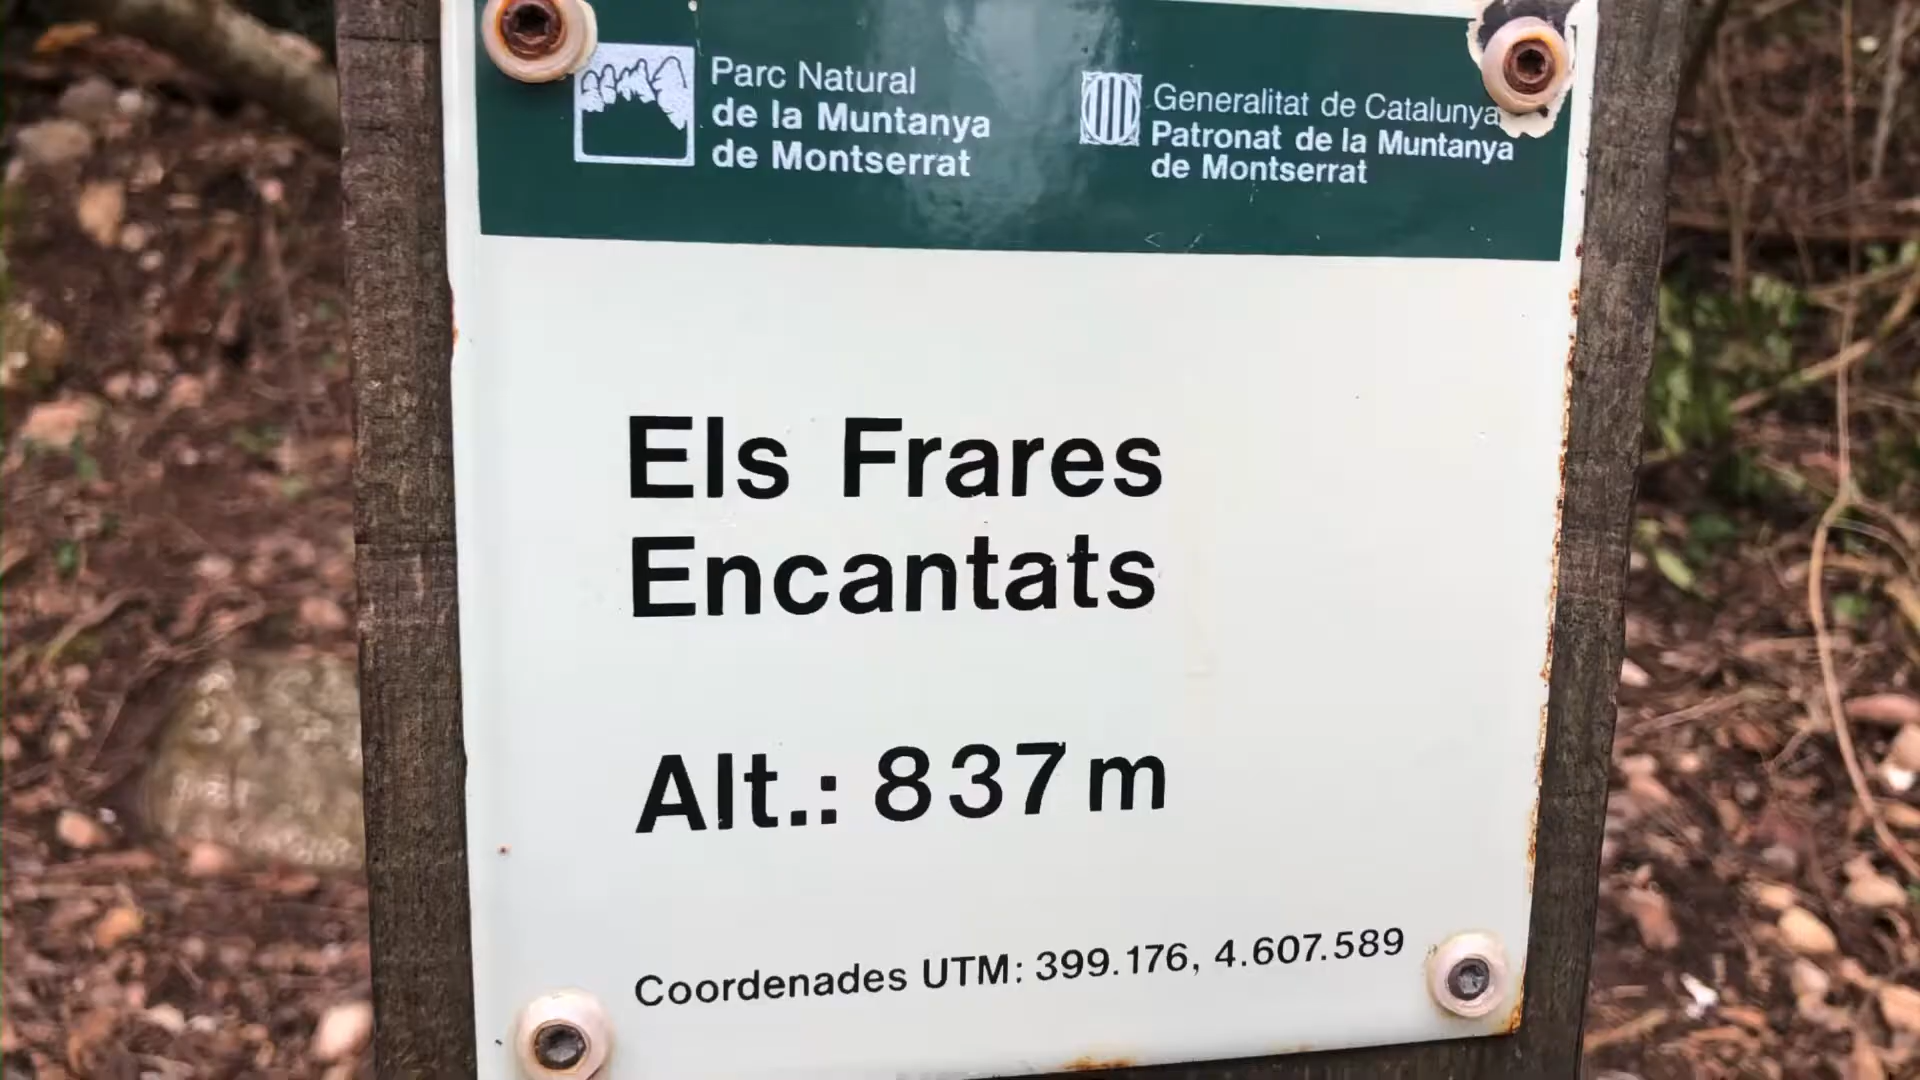 Parc Natural
de la Muntanya
de Montserrat
Generalitat de Catalunya
Patronat de la Muntanya
de Montserrat
Els Frares
Encantats
Alt.: 837 m
Coordenades UTM: 399.176, 4.607.589